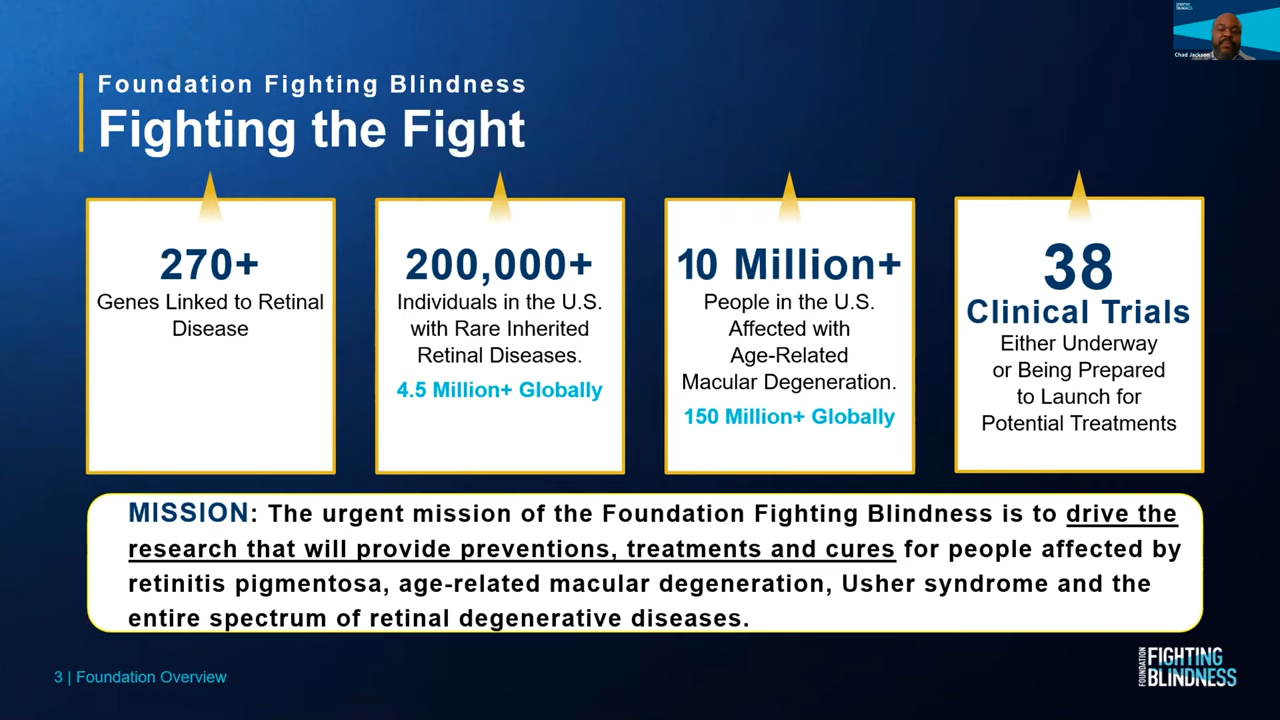 Chad Jackson
Foundation Fighting Blindness
Fighting the Fight
270+
Genes Linked to Retinal
Disease
200,000+
Individuals in the U.S.
with Rare Inherited
Retinal Diseases.
4.5 Million+ Globally
10 Million+
People in the U.S.
Affected with
Age-Related
Macular Degeneration.
150 Million+ Globally
38
Clinical Trials
Either Underway
or Being Prepared
to Launch for
Potential Treatments
MISSION: The urgent mission of the Foundation Fighting Blindness is to drive the
research that will provide preventions, treatments and cures for people affected by
retinitis pigmentosa, age-related macular degeneration, Usher syndrome and the
entire spectrum of retinal degenerative diseases.
3 | Foundation Overview
FOUNDATION
FIGHTING
BLINDNESS